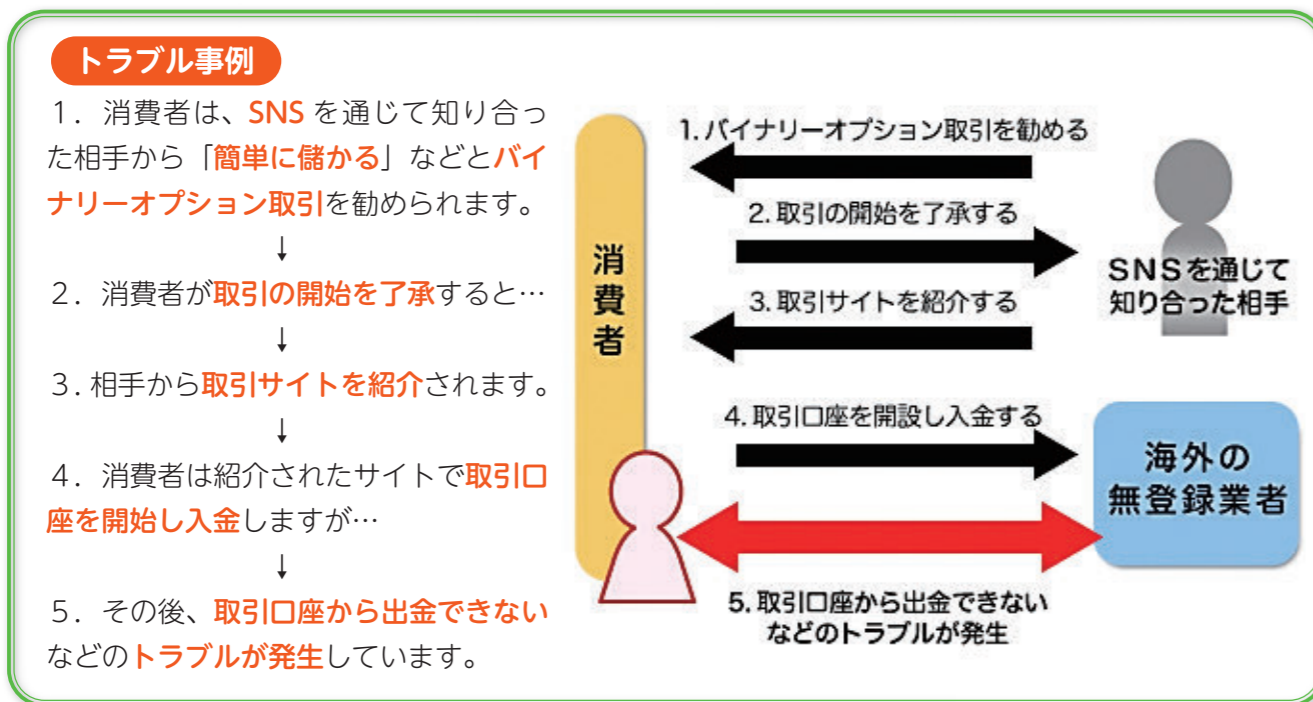 トラブル事例
1．消費者は、SNS を通じて知り合っ
た相手から「簡単に儲かる」などとバイ
ナリーオプション取引を勧められます。
↓
2．消費者が取引の開始を了承すると…
↓
3．相手から取引サイトを紹介されます。
↓
4．消費者は紹介されたサイトで取引口
座を開始し入金しますが…
↓
5．その後、取引口座から出金できない
などのトラブルが発生しています。
消費者
1. バイナリーオプション取引を勧める
2. 取引の開始を了承する
3. 取引サイトを紹介する
SNSを通じて
知り合った相手
4. 取引口座を開設し入金する
海外の
無登録業者
5. 取引口座から出金できない
などのトラブルが発生